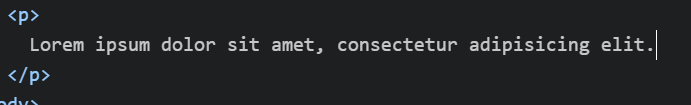 <p>
Lorem ipsum dolor sit amet, consectetur adipisicing elit.
</p>